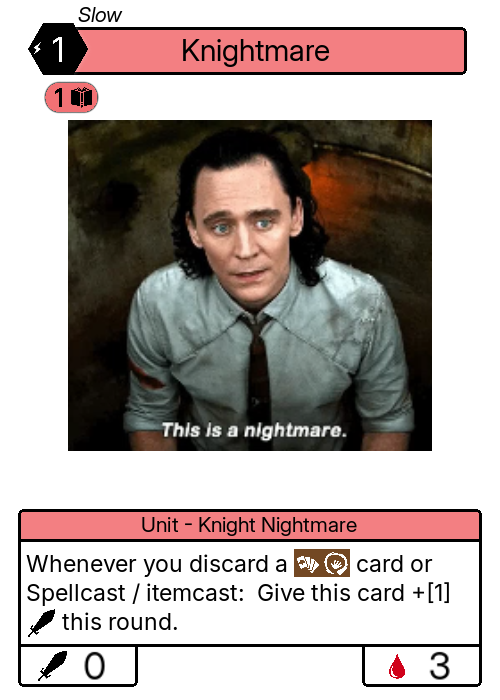 Slow
1
Knightmare
1
This is a nightmare.
Unit - Knight Nightmare
Whenever you discard a card or
Spellcast / itemcast: Give this card +[1]
this round.
0
3